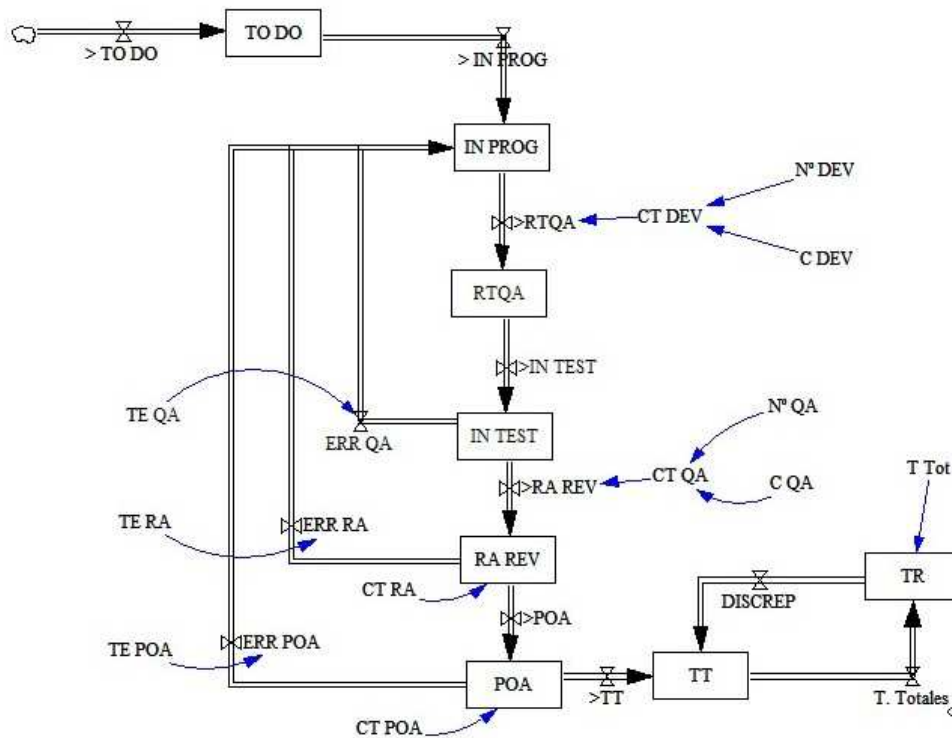 TO DO
> TO DO
> IN PROG
IN PROG
Nº DEV
>RTQA
CT DEV
C DEV
RTQA
>IN TEST
TE QA
Nº QA
ERR QA
IN TEST
>RA REV
CT QA
C QA
T Tot
TE RA
ERR RA
RA REV
TR
CT RA
DISCREP
>POA
TE POA
ERR POA
POA
TT
>TT
T. Totales
CT POA